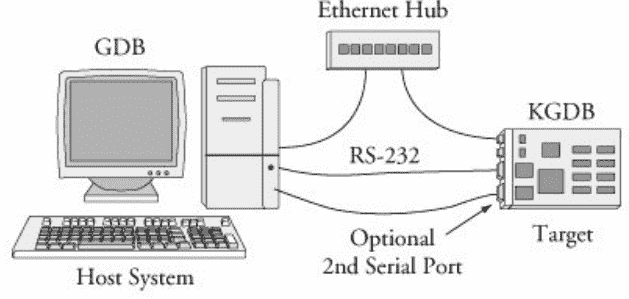 Ethernet Hub
GDB
KGDB
RS-232
Optional
2nd Serial Port
Target
Host System